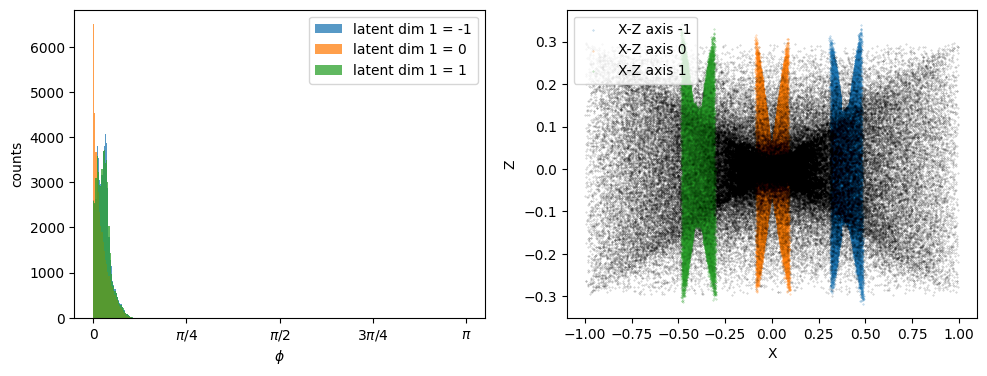 6000
5000
4000
3000
2000
1000
0
counts
0
π/4
π/2
3π/4
π
ϕ
latent dim 1 = -1
latent dim 1 = 0
latent dim 1 = 1
0.3
0.2
0.1
0.0
−0.1
−0.2
−0.3
Z
−1.00
−0.75
−0.50
−0.25
0.00
0.25
0.50
0.75
1.00
X
X-Z axis -1
X-Z axis 0
X-Z axis 1